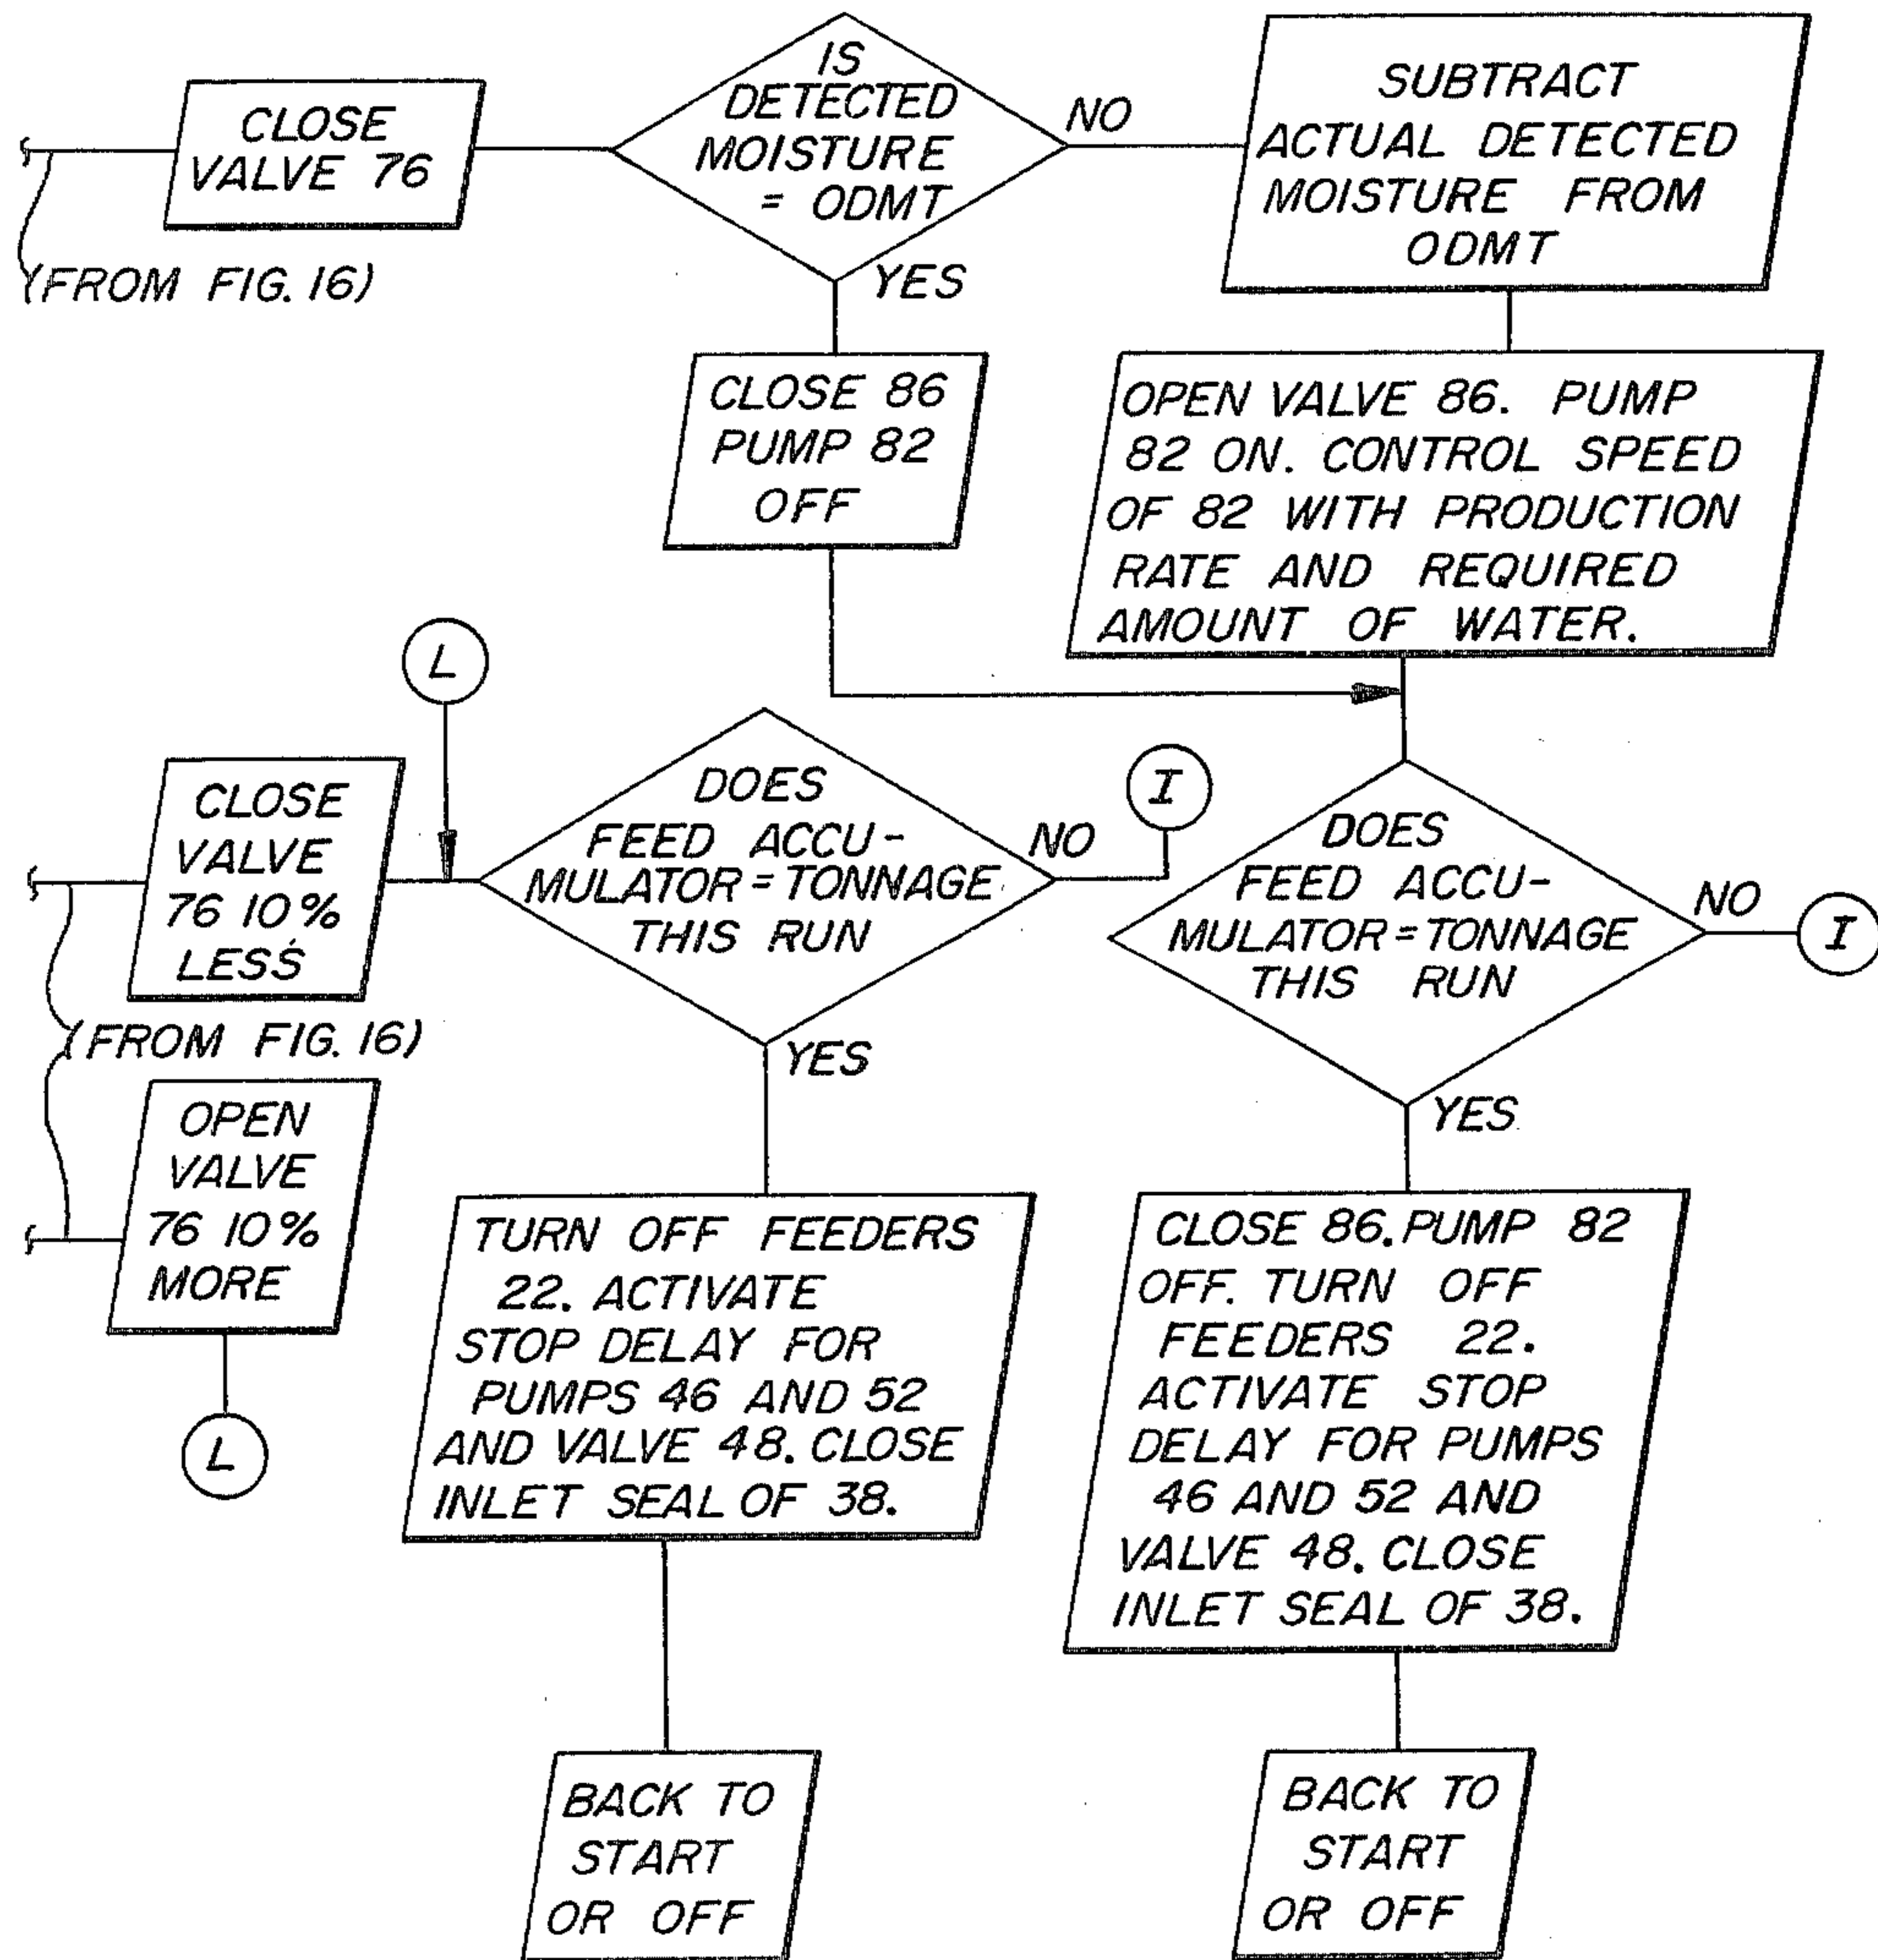 CLOSE
VALVE 76
(FROM FIG. 16)
IS
DETECTED
MOISTURE
= ODMT
NO
YES
SUBTRACT
ACTUAL DETECTED
MOISTURE FROM
ODMT
CLOSE 86
PUMP 82
OFF
OPEN VALVE 86. PUMP
82 ON. CONTROL SPEED
OF 82 WITH PRODUCTION
RATE AND REQUIRED
AMOUNT OF WATER.
L
CLOSE
VALVE
76 10%
LESS
DOES
FEED ACCU-
MULATOR = TONNAGE
THIS RUN
NO
I
YES
DOES
FEED ACCU-
MULATOR = TONNAGE
THIS RUN
NO
I
YES
(FROM FIG. 16)
OPEN
VALVE
76 10%
MORE
L
TURN OFF FEEDERS
22. ACTIVATE
STOP DELAY FOR
PUMPS 46 AND 52
AND VALVE 48. CLOSE
INLET SEAL OF 38.
CLOSE 86. PUMP 82
OFF. TURN OFF
FEEDERS 22.
ACTIVATE STOP
DELAY FOR PUMPS
46 AND 52 AND
VALVE 48. CLOSE
INLET SEAL OF 38.
BACK TO
START
OR OFF
BACK TO
START
OR OFF